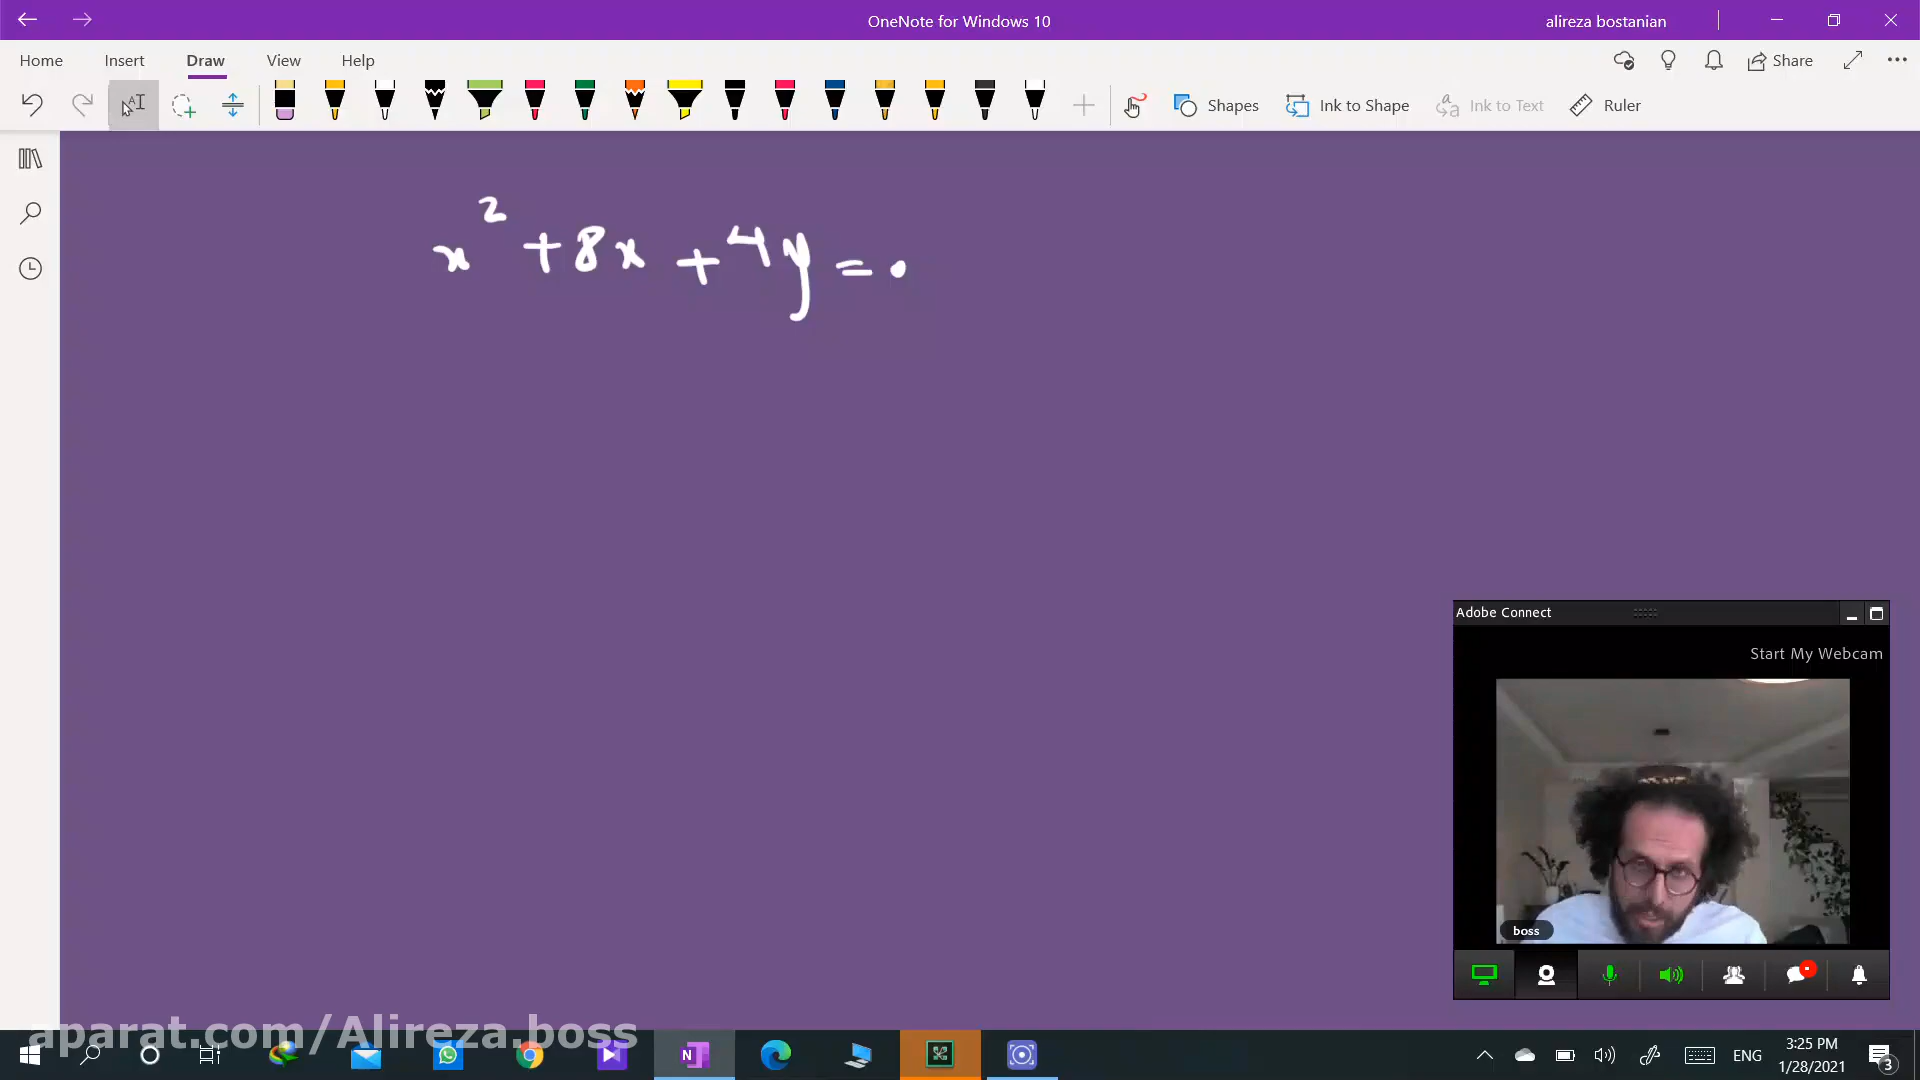 OneNote for Windows 10
alireza bostanian
Home Insert Draw View Help
Share
Shapes Ink to Shape Ink to Text Ruler
x² + 8x + 4y = ۰
Adobe Connect
Start My Webcam
boss
aparat.com/Alireza.boss
ENG
3:25 PM
1/28/2021
3